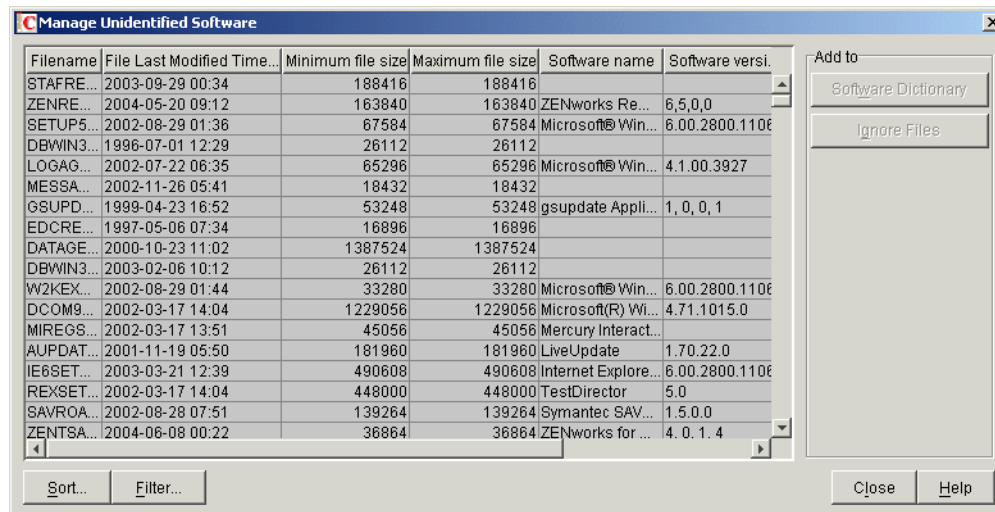 Manage Unidentified Software
Filename File Last Modified Time... Minimum file size Maximum file size Software name Software versi.
STAFRE... 2003-09-29 00:34 188416 188416
ZENRE... 2004-05-20 09:12 163840 163840 ZENworks Re... 6,5,0,0
SETUP5... 2002-08-29 01:36 67584 67584 Microsoft® Win... 6.00.2800.1106
DBWIN3... 1996-07-01 12:29 26112 26112
LOGAG... 2002-07-22 06:35 65296 65296 Microsoft® Win... 4.1.00.3927
MESSA... 2002-11-26 05:41 18432 18432
GSUPD... 1999-04-23 16:52 53248 53248 gsupdate Appli... 1, 0, 0, 1
EDCRE... 1997-05-06 07:34 16896 16896
DATAGE... 2000-10-23 11:02 1387524 1387524
DBWIN3... 2003-02-06 10:12 26112 26112
W2KEX... 2002-08-29 01:44 33280 33280 Microsoft® Win... 6.00.2800.1106
DCOM9... 2002-03-17 14:04 1229056 1229056 Microsoft(R) Wi... 4.71.1015.0
MIREGS... 2002-03-17 13:51 45056 45056 Mercury Interact...
AUPDAT... 2001-11-19 05:50 181960 181960 LiveUpdate 1.70.22.0
IE6SET... 2003-03-21 12:39 490608 490608 Internet Explore... 6.00.2800.1106
REXSET... 2002-03-17 14:04 448000 448000 TestDirector 5.0
SAVROA... 2002-08-28 07:51 139264 139264 Symantec SAV... 1.5.0.0
ZENTSA... 2004-06-08 00:22 36864 36864 ZENworks for ... 4. 0. 1. 4
Add to
Software Dictionary
Ignore Files
Sort... Filter... Close Help